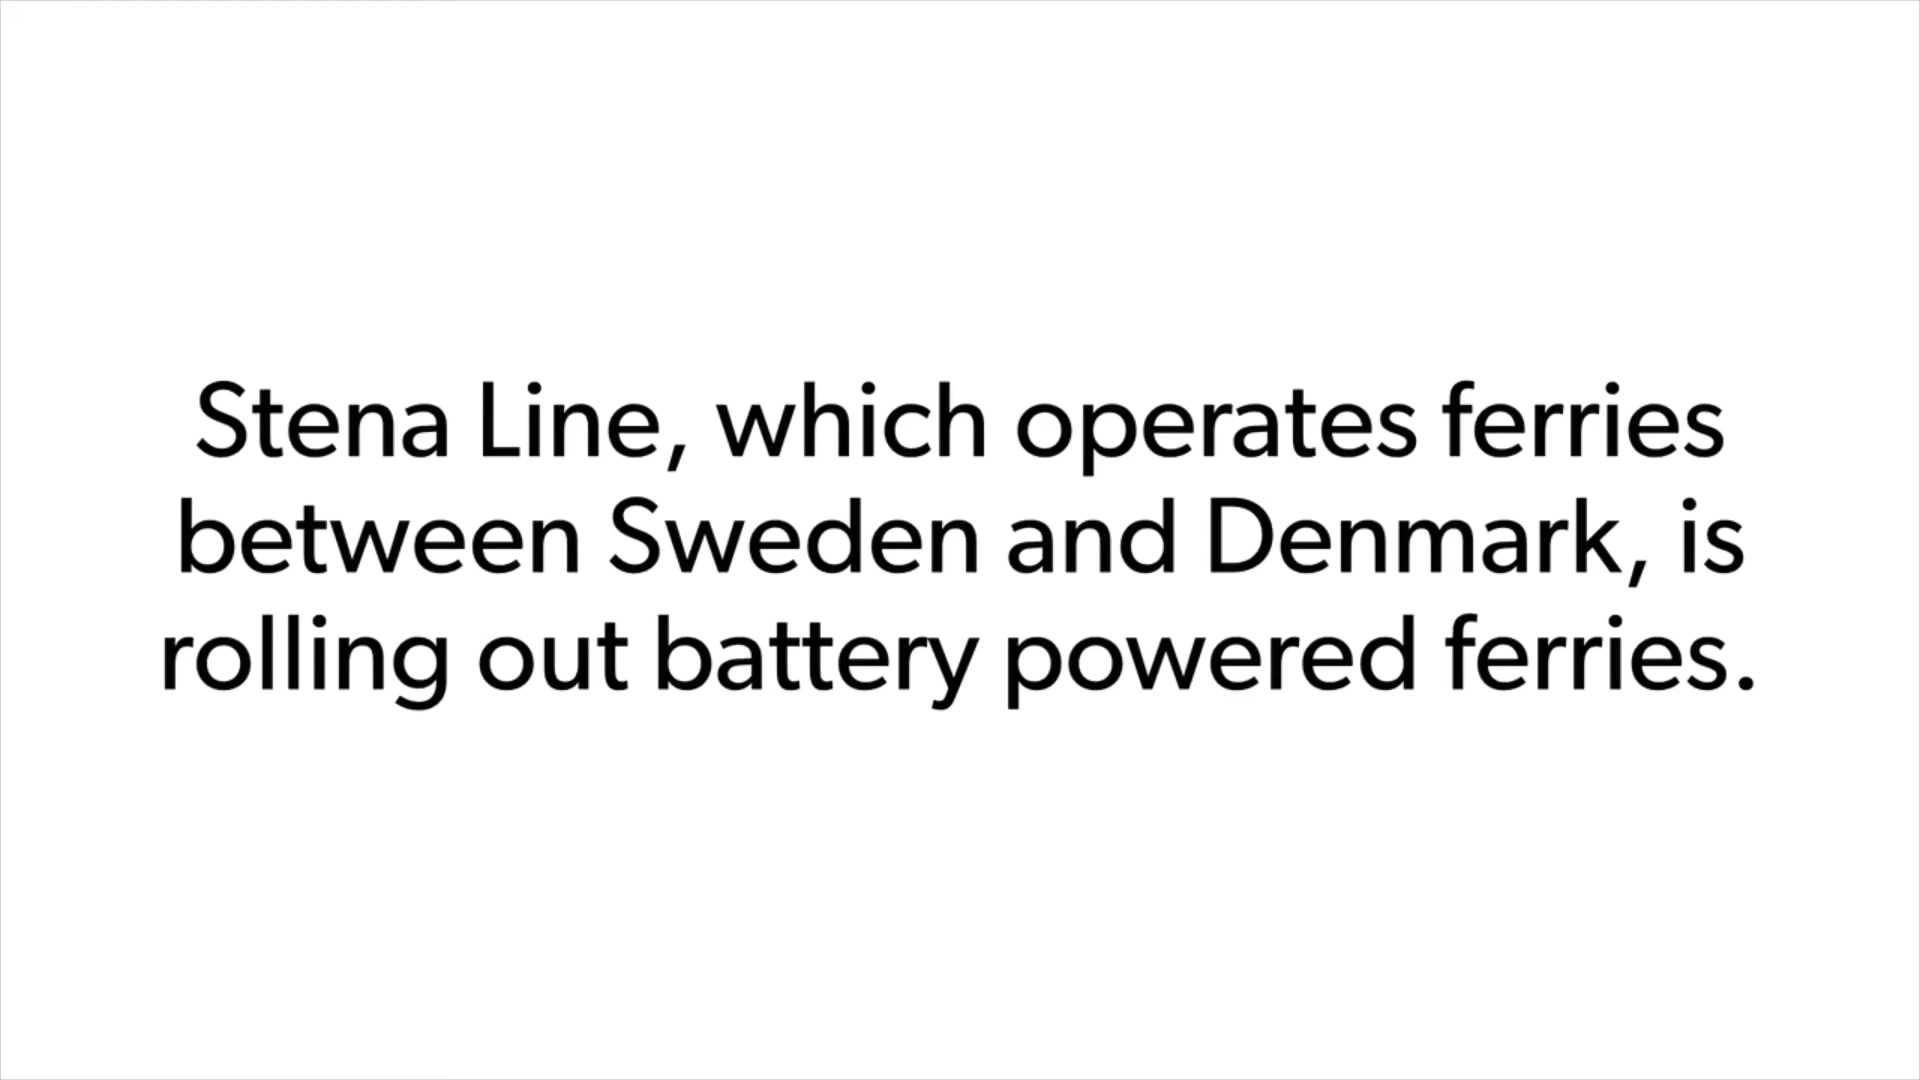 Stena Line, which operates ferries
between Sweden and Denmark, is
rolling out battery powered ferries.